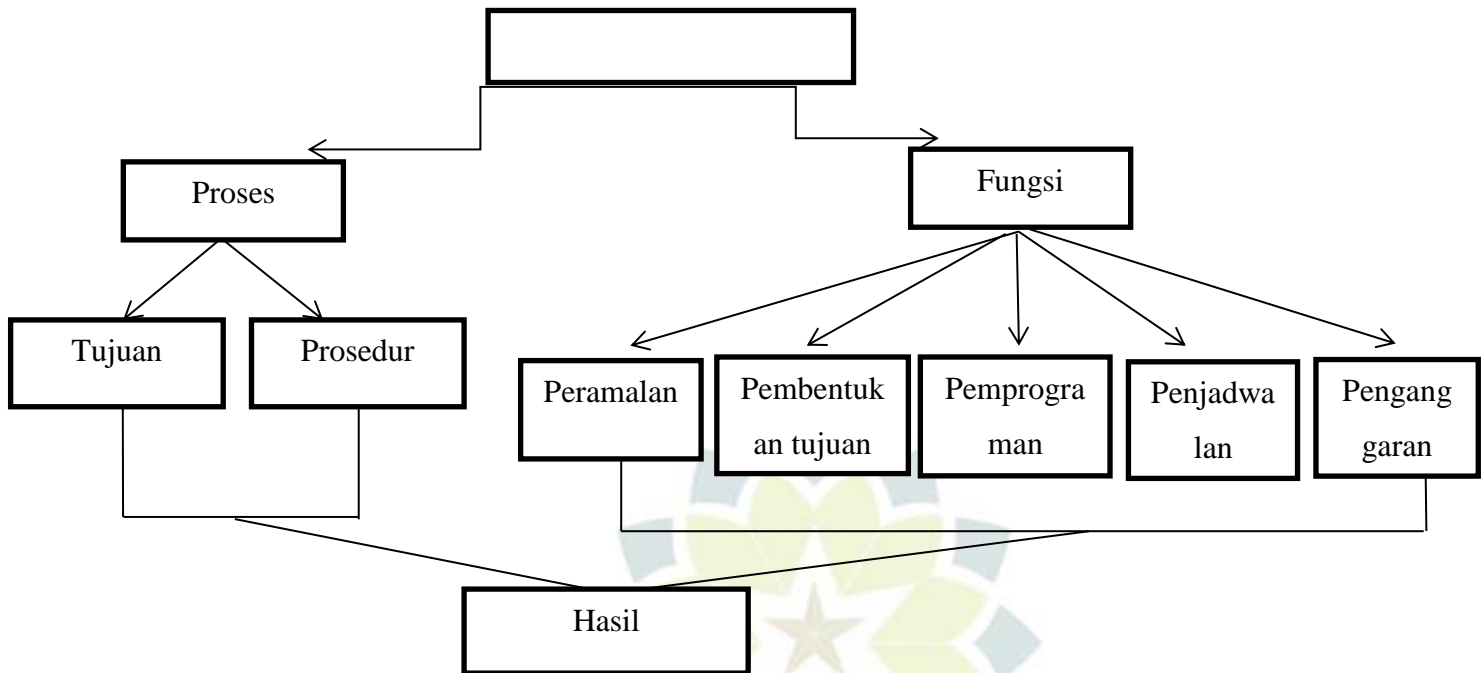 Proses
Fungsi
Tujuan
Prosedur
Peramalan
Pembentuk
an tujuan
Pemprogra
man
Penjadwa
lan
Pengang
garan
Hasil